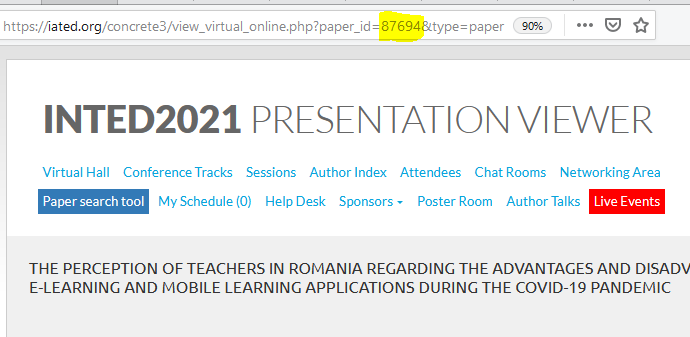 https://iated.org/concrete3/view_virtual_online.php?paper_id=87694&type=paper 90%
INTED2021 PRESENTATION VIEWER
Virtual Hall Conference Tracks Sessions Author Index Attendees Chat Rooms Networking Area
Paper search tool My Schedule (0) Help Desk Sponsors Poster Room Author Talks Live Events
THE PERCEPTION OF TEACHERS IN ROMANIA REGARDING THE ADVANTAGES AND DISADV
E-LEARNING AND MOBILE LEARNING APPLICATIONS DURING THE COVID-19 PANDEMIC